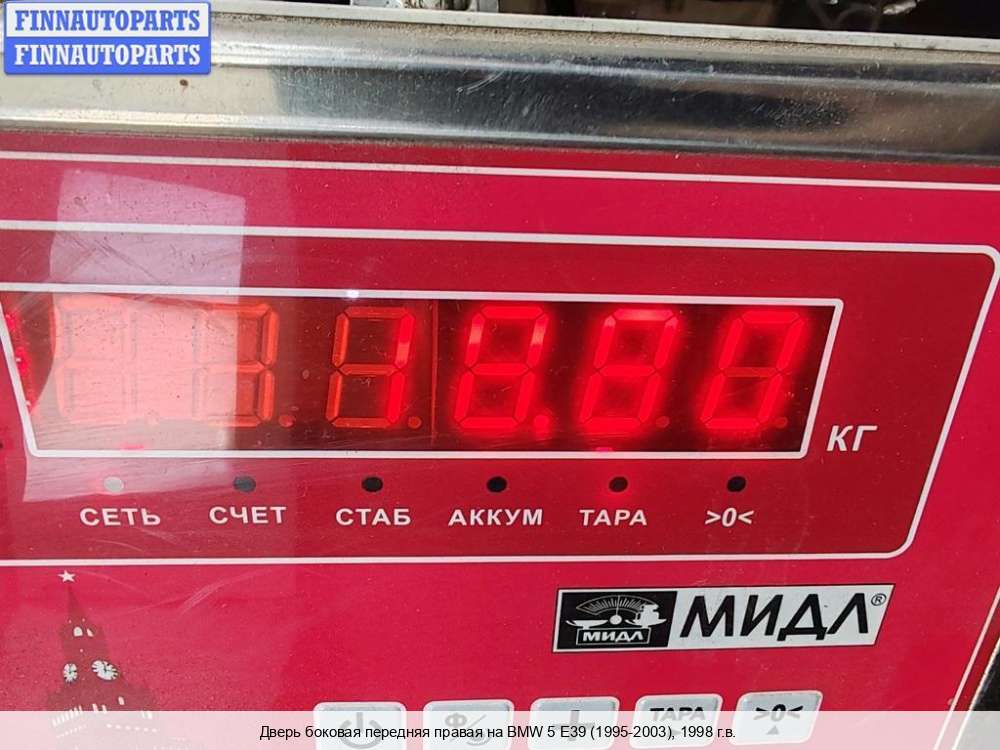 FINNAUTOPARTS
FINNAUTOPARTS
КГ
СЕТЬ СЧЕТ СТАБ АККУМ ТАРА >0<
МИДЛ МИДЛ®
ТАРА >0<
Дверь боковая передняя правая на BMW 5 E39 (1995-2003), 1998 г.в.